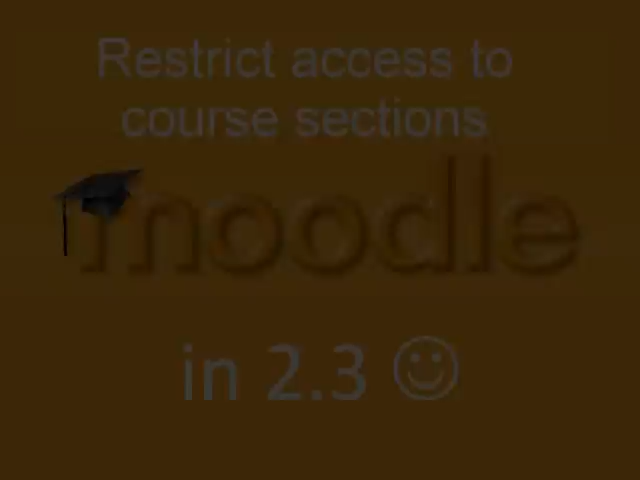 Restrict access to
course sections
moodle
in 2.3 ☺